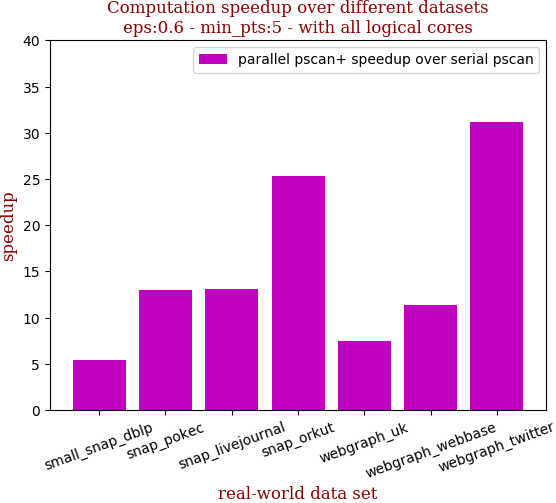 Computation speedup over different datasets
eps:0.6 - min_pts:5 - with all logical cores
parallel pscan+ speedup over serial pscan
speedup
40
35
30
25
20
15
10
5
0
small_snap_dblp
snap_pokec
snap_livejournal
snap_orkut
webgraph_uk
webgraph_webbase
webgraph_twitter
real-world data set